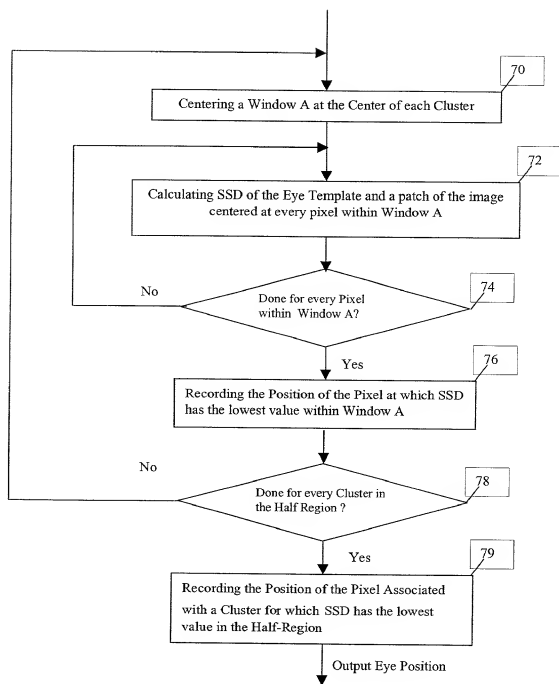 70
Centering a Window A at the Center of each Cluster
72
Calculating SSD of the Eye Template and a patch of the image
centered at every pixel within Window A
No
Done for every Pixel
within Window A?
74
Yes
76
Recording the Position of the Pixel at which SSD
has the lowest value within Window A
No
Done for every Cluster in
the Half Region ?
78
Yes
79
Recording the Position of the Pixel Associated
with a Cluster for which SSD has the lowest
value in the Half-Region
Output Eye Position